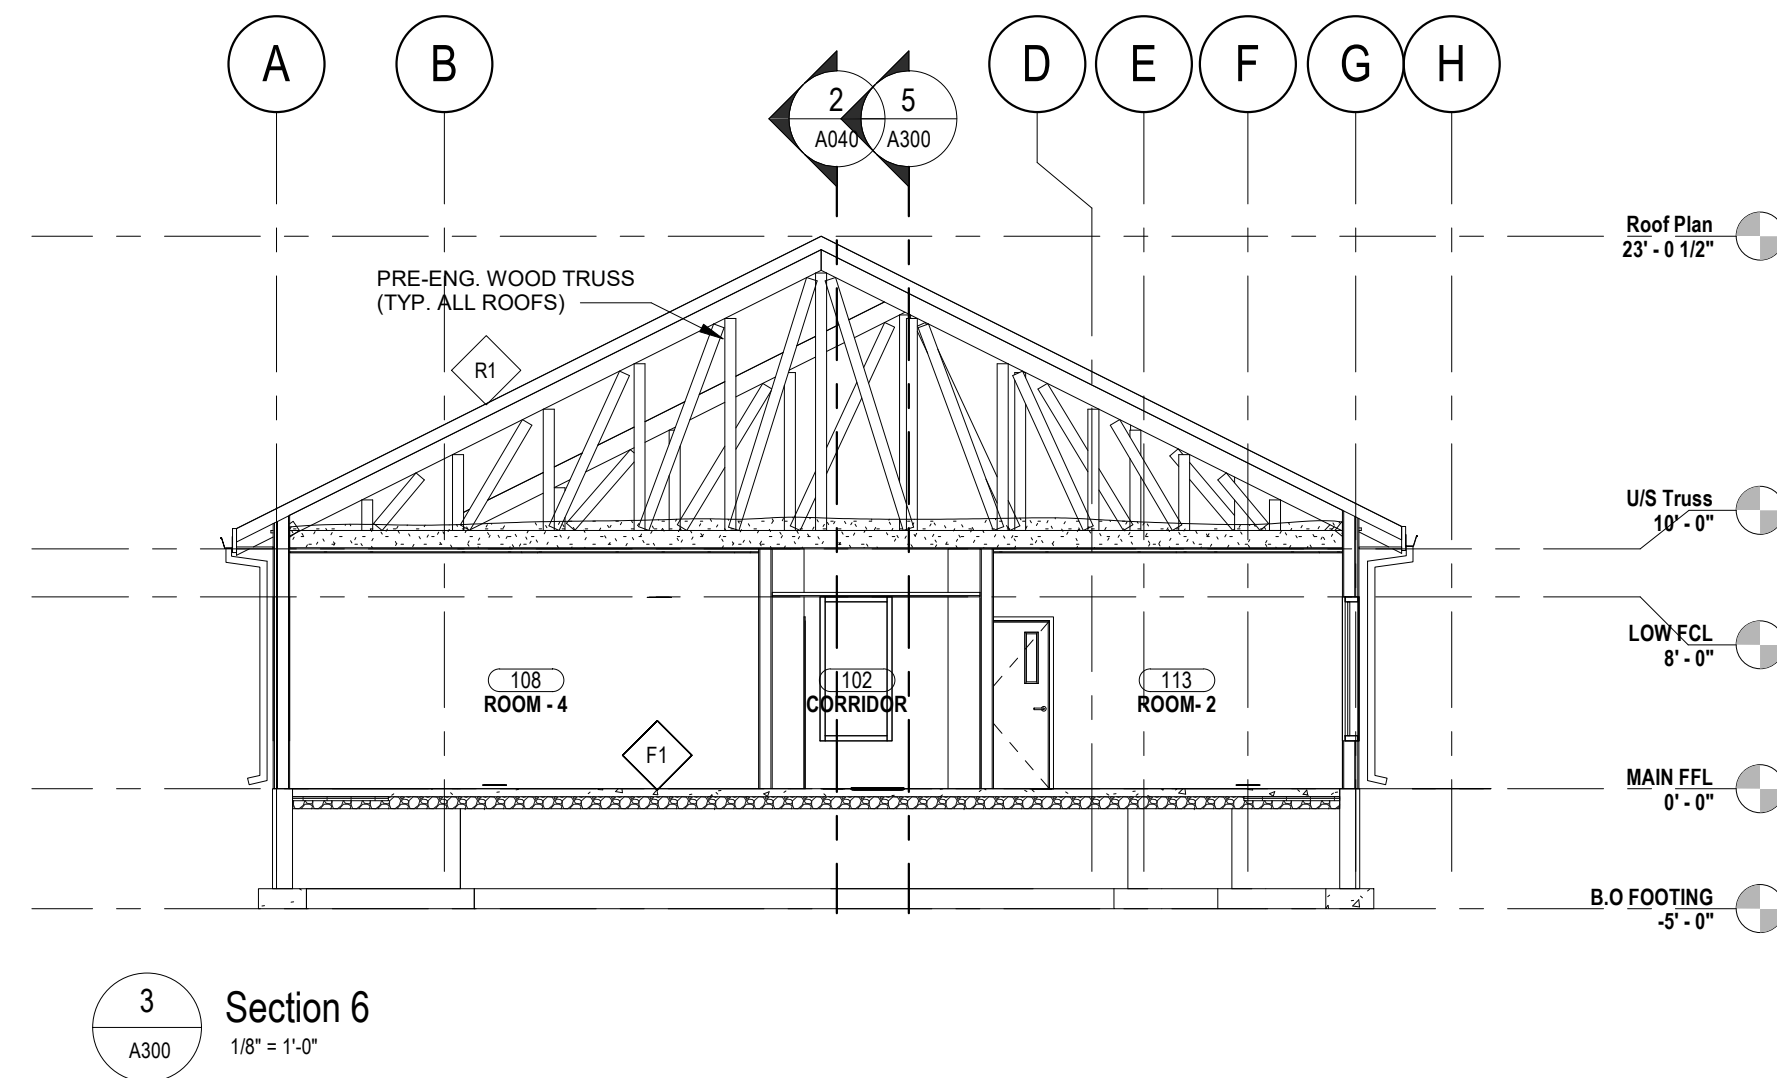 A
B
D
E
F
G
H
2
A040
5
A300
Roof Plan
23' - 0 1/2"
PRE-ENG. WOOD TRUSS
(TYP. ALL ROOFS)
R1
U/S Truss
10' - 0"
LOW FCL
8' - 0"
108
ROOM - 4
102
CORRIDOR
113
ROOM- 2
F1
MAIN FFL
0' - 0"
B.O FOOTING
-5' - 0"
3
A300
Section 6
1/8" = 1'-0"